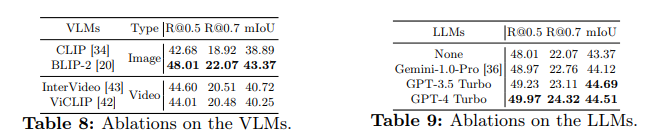 VLMs Type R@0.5 R@0.7 mIoU
CLIP [34] Image 42.68 18.92 38.89
BLIP-2 [20] 48.01 22.07 43.37
InterVideo [43] Video 44.60 20.51 40.72
ViCLIP [42] 44.01 20.48 40.25
Table 8: Ablations on the VLMs.
LLMs R@0.5 R@0.7 mIoU
None 48.01 22.07 43.37
Gemini-1.0-Pro [36] 48.97 22.76 44.12
GPT-3.5 Turbo 49.23 23.11 44.69
GPT-4 Turbo 49.97 24.32 44.51
Table 9: Ablations on the LLMs.